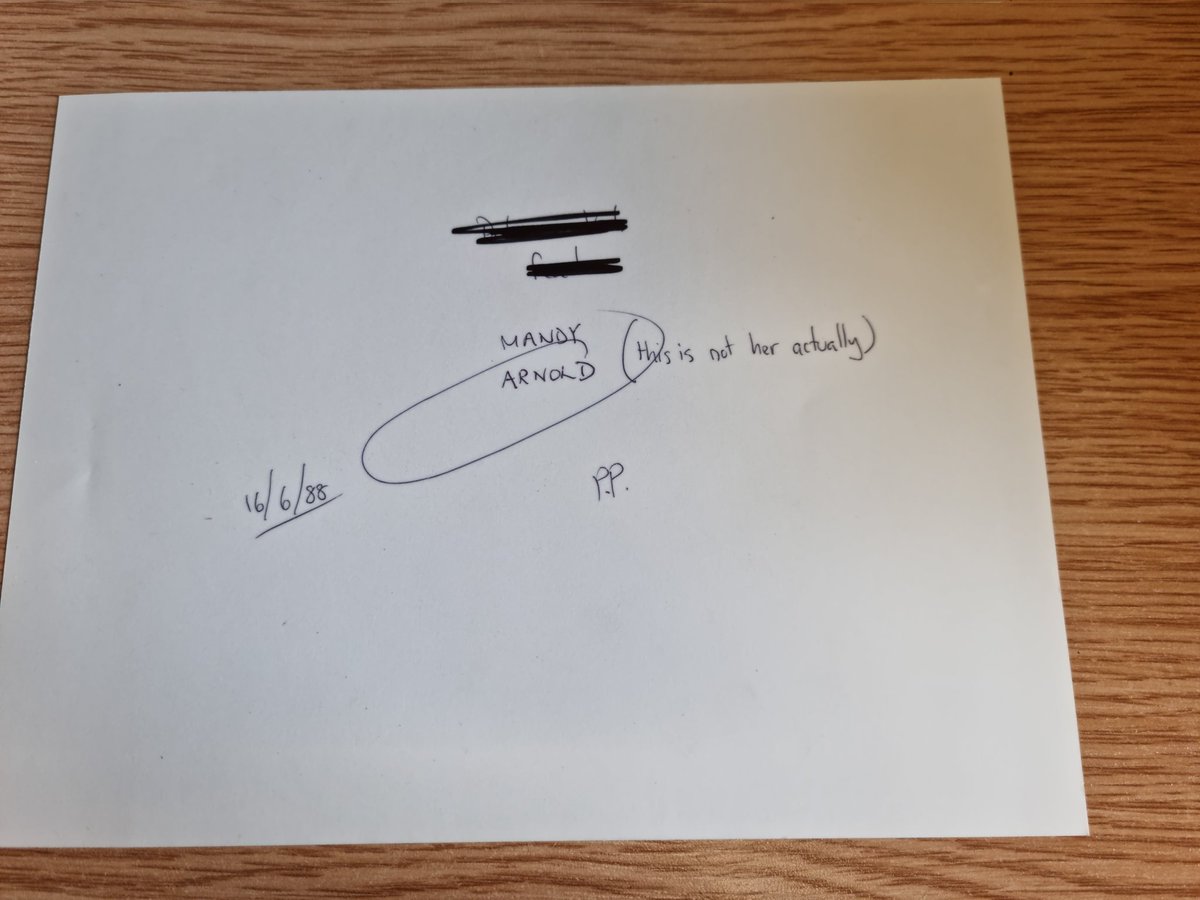 MANDY
ARNOLD (this is not her actually)
P.P.
16/6/88